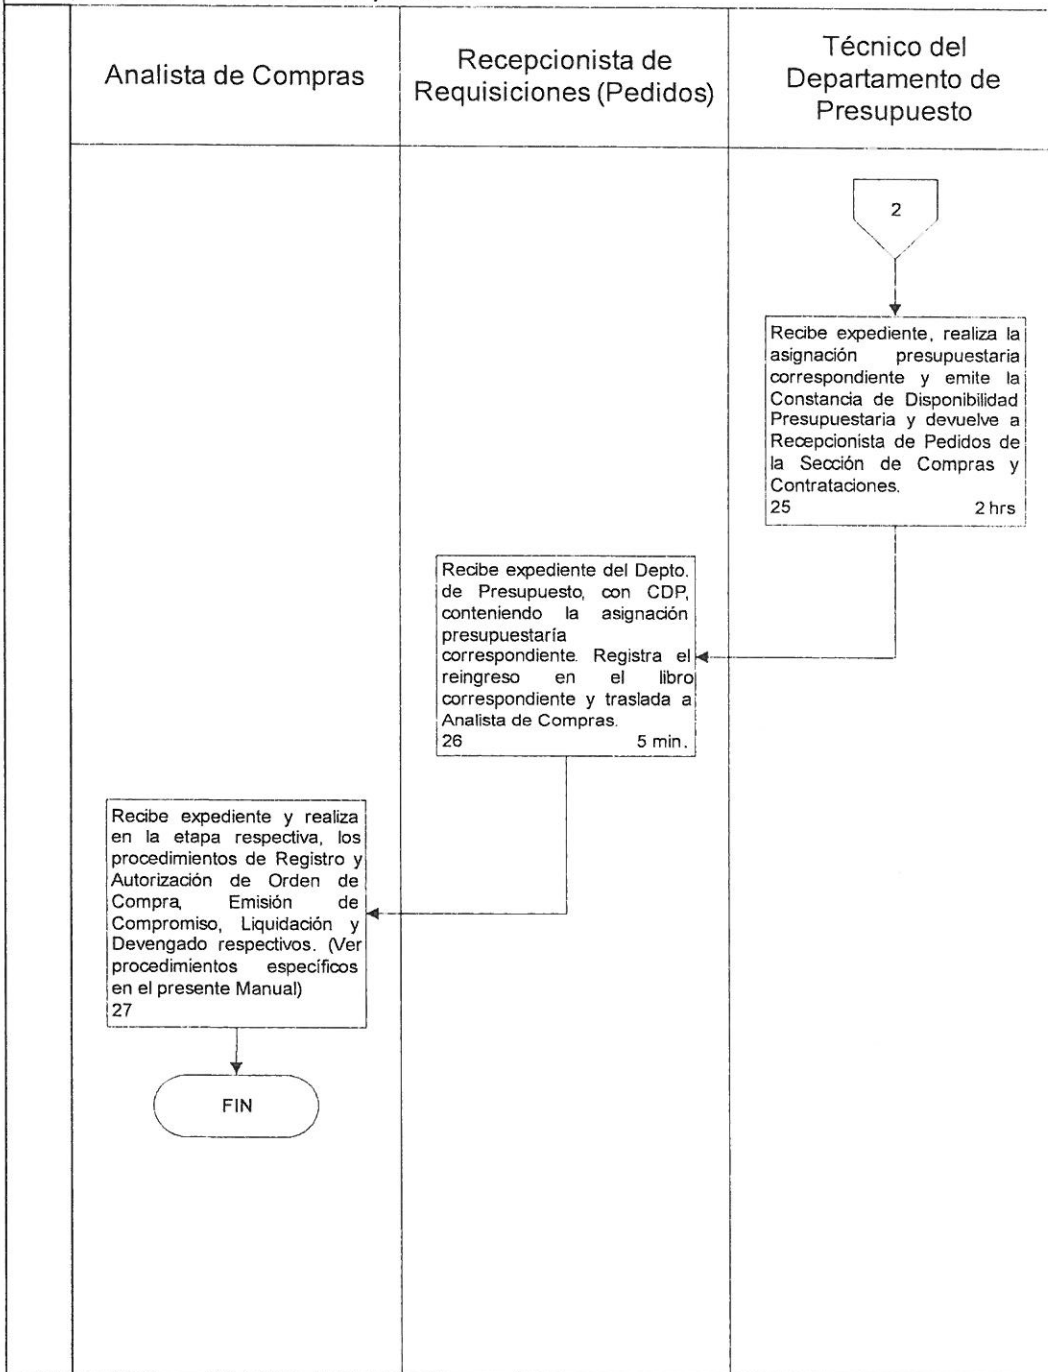 Analista de Compras
Recepcionista de
Requisiciones (Pedidos)
Técnico del
Departamento de
Presupuesto
2
Recibe expediente, realiza la
asignación presupuestaria
correspondiente y emite la
Constancia de Disponibilidad
Presupuestaria y devuelve a
Recepcionista de Pedidos de
la Sección de Compras y
Contrataciones.
25 2 hrs
Recibe expediente del Depto.
de Presupuesto, con CDP,
conteniendo la asignación
presupuestaría
correspondiente. Registra el
reingreso en el libro
correspondiente y traslada a
Analista de Compras.
26 5 min.
Recibe expediente y realiza
en la etapa respectiva, los
procedimientos de Registro y
Autorización de Orden de
Compra, Emisión de
Compromiso, Liquidación y
Devengado respectivos. (Ver
procedimientos específicos
en el presente Manual)
27
FIN